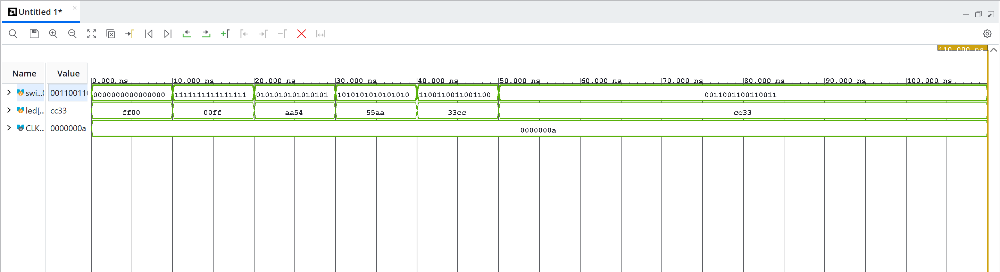 Untitled 1*
110.000 ns
Name Value
0.000 ns 10.000 ns 20.000 ns 30.000 ns 40.000 ns 50.000 ns 60.000 ns 70.000 ns 80.000 ns 90.000 ns 100.000 ns
swi...( 001100110 0000000000000000 1111111111111111 0101010101010101 1010101010101010 1100110011001100 0011001100110011
led[... cc33 ff00 00ff aa54 55aa 33cc cc33
CLK... 0000000a 0000000a